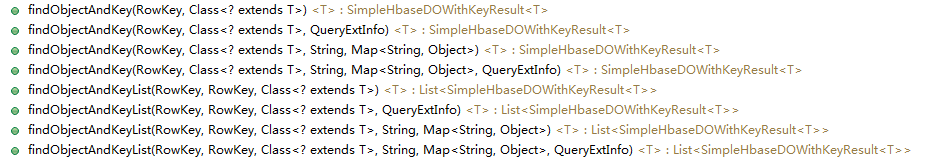 findObjectAndKey(RowKey, Class<? extends T>) <T> : SimpleHbaseDOWithKeyResult<T>
findObjectAndKey(RowKey, Class<? extends T>, QueryExtInfo) <T> : SimpleHbaseDOWithKeyResult<T>
findObjectAndKey(RowKey, Class<? extends T>, String, Map<String, Object>) <T> : SimpleHbaseDOWithKeyResult<T>
findObjectAndKey(RowKey, Class<? extends T>, String, Map<String, Object>, QueryExtInfo) <T> : SimpleHbaseDOWithKeyResult<T>
findObjectAndKeyList(RowKey, RowKey, Class<? extends T>) <T> : List<SimpleHbaseDOWithKeyResult<T>>
findObjectAndKeyList(RowKey, RowKey, Class<? extends T>, QueryExtInfo) <T> : List<SimpleHbaseDOWithKeyResult<T>>
findObjectAndKeyList(RowKey, RowKey, Class<? extends T>, String, Map<String, Object>) <T> : List<SimpleHbaseDOWithKeyResult<T>>
findObjectAndKeyList(RowKey, RowKey, Class<? extends T>, String, Map<String, Object>, QueryExtInfo) <T> : List<SimpleHbaseDOWithKeyResult<T>>